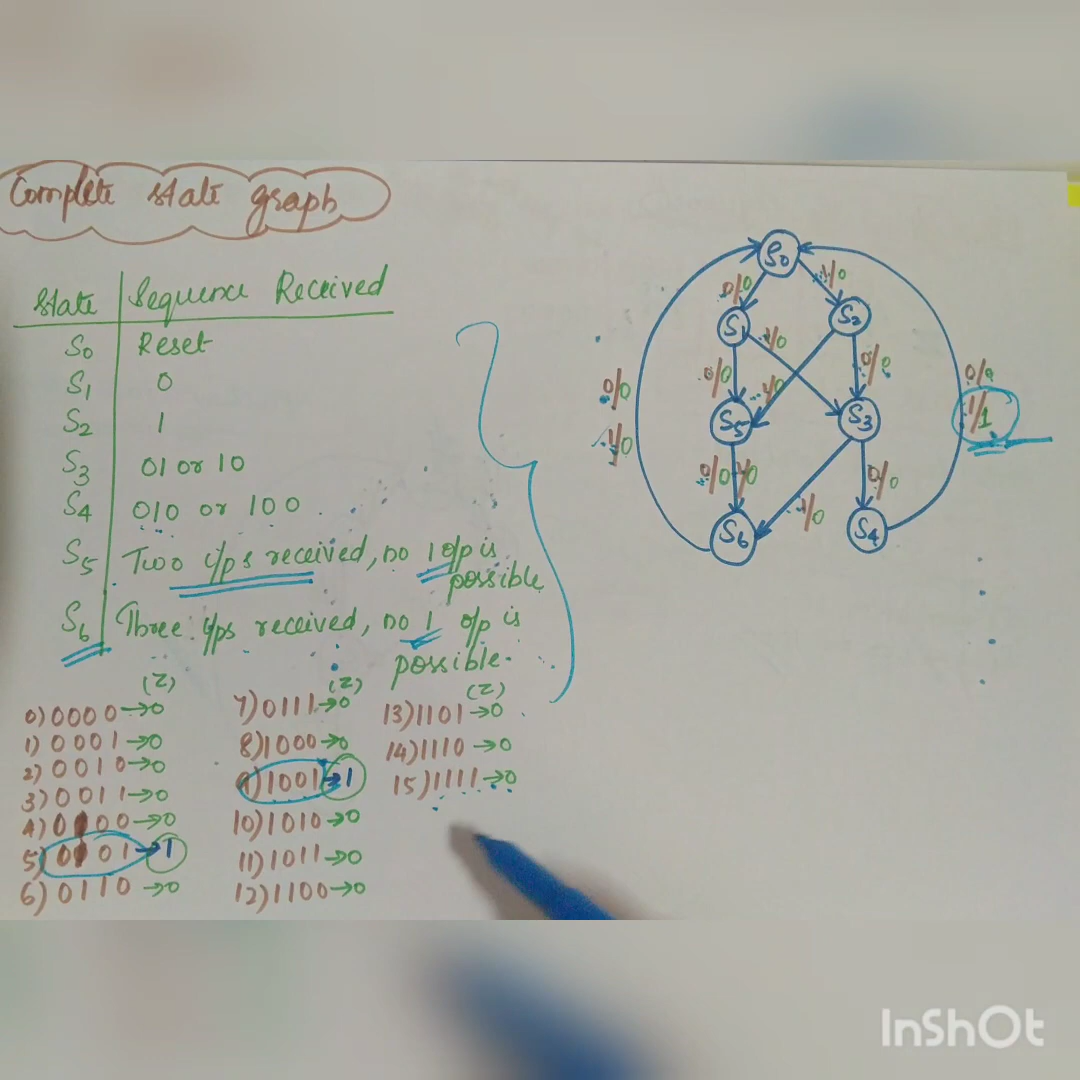 Complete state graph
State Sequence Received
S0 Reset
S1 0
S2 1
S3 01 or 10
S4 010 or 100
S5 Two i/ps received, no 1 o/p is possible
S6 Three i/ps received, no 1 o/p is possible.
(Z)
0) 0000→0
1) 0001→0
2) 0010→0
3) 0011→0
4) 0100→0
5) 0101→1
6) 0110→0
(Z)
7) 0111→0
8) 1000→0
9) 1001→1
10) 1010→0
11) 1011→0
12) 1100→0
(Z)
13) 1101→0
14) 1110→0
15) 1111→0
S0
0/0 1/0
S1 S2
1/0
0/0 1/0 0/0
S5 S3
0/0 1/0 1/0 0/0
S6 S4
0/0
1/0
0/0
1/1
InShOt